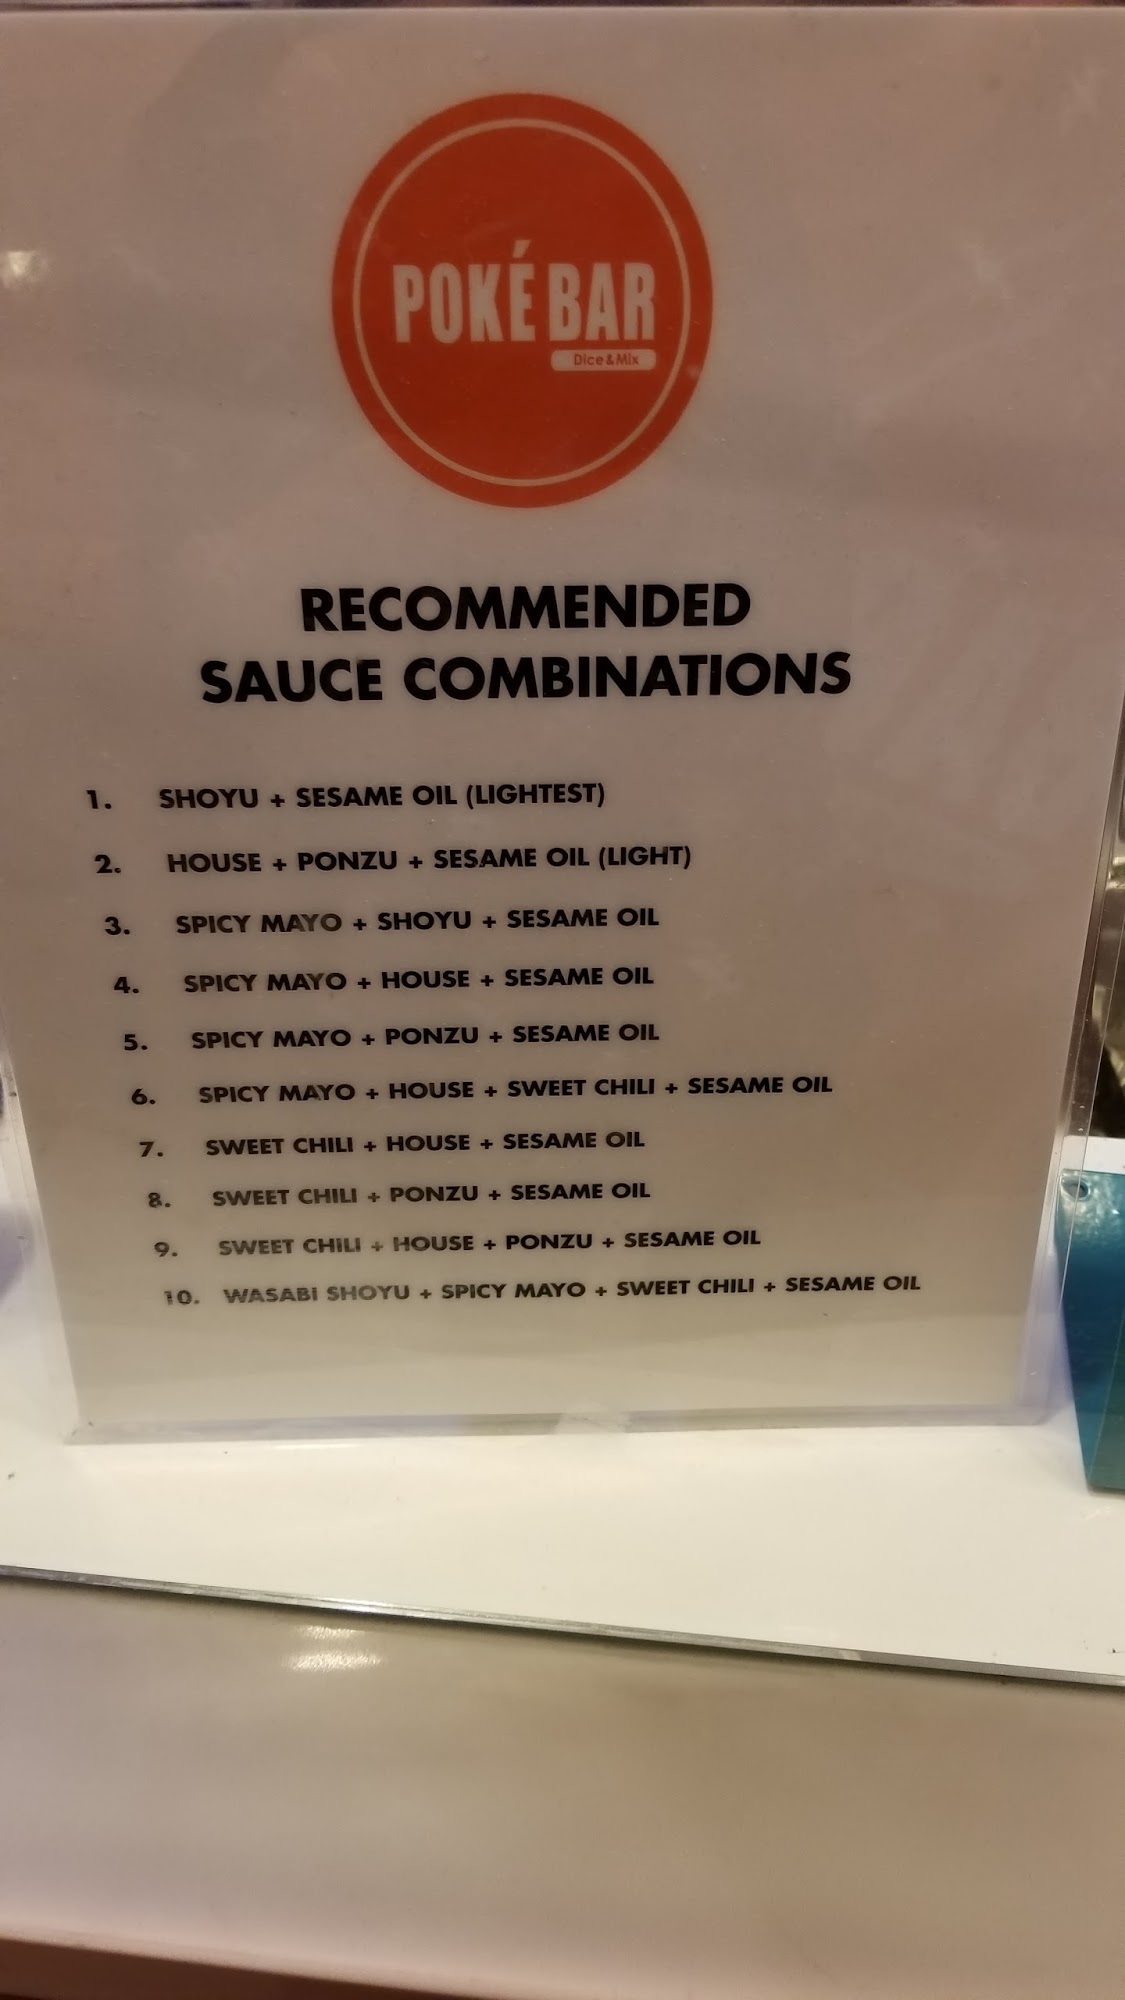 POKÉ BAR
Dice & Mix
RECOMMENDED
SAUCE COMBINATIONS
1. SHOYU + SESAME OIL (LIGHTEST)
2. HOUSE + PONZU + SESAME OIL (LIGHT)
3. SPICY MAYO + SHOYU + SESAME OIL
4. SPICY MAYO + HOUSE + SESAME OIL
5. SPICY MAYO + PONZU + SESAME OIL
6. SPICY MAYO + HOUSE + SWEET CHILI + SESAME OIL
7. SWEET CHILI + HOUSE + SESAME OIL
8. SWEET CHILI + PONZU + SESAME OIL
9. SWEET CHILI + HOUSE + PONZU + SESAME OIL
10. WASABI SHOYU + SPICY MAYO + SWEET CHILI + SESAME OIL